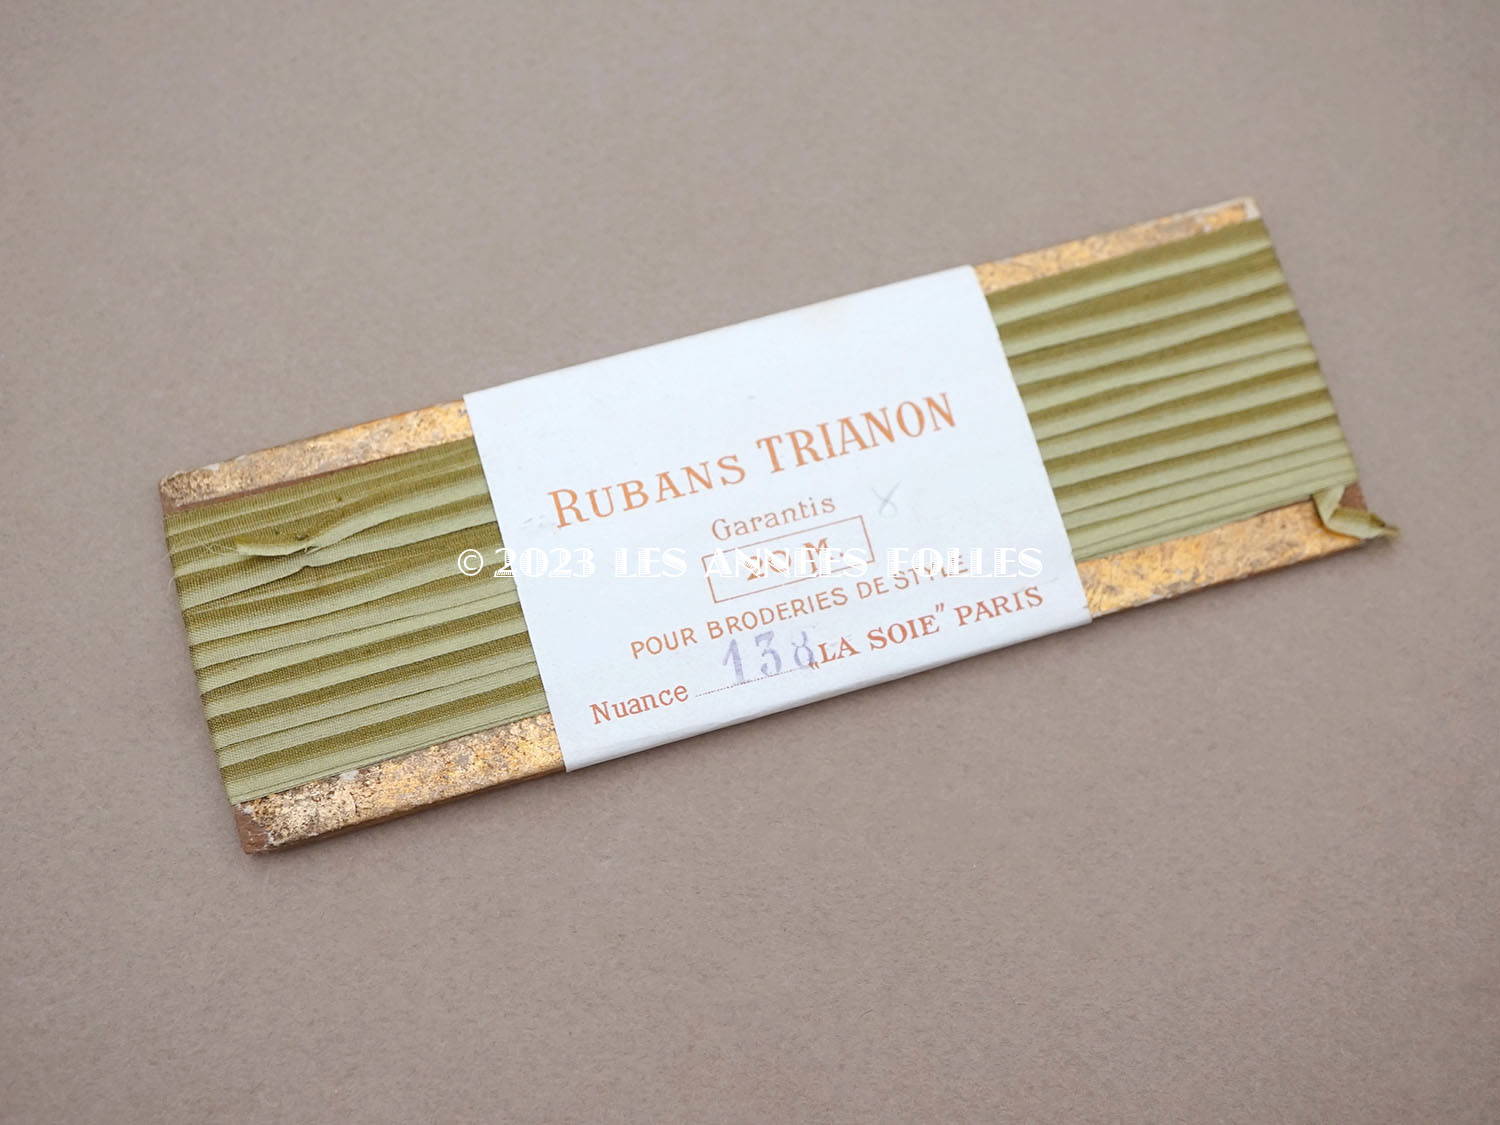 RUBANS TRIANON
Garantis
M
POUR BRODERIES DE STYLE
"LA SOIE" PARIS
Nuance 138
© 2023 LES ANNÉES FOLLES